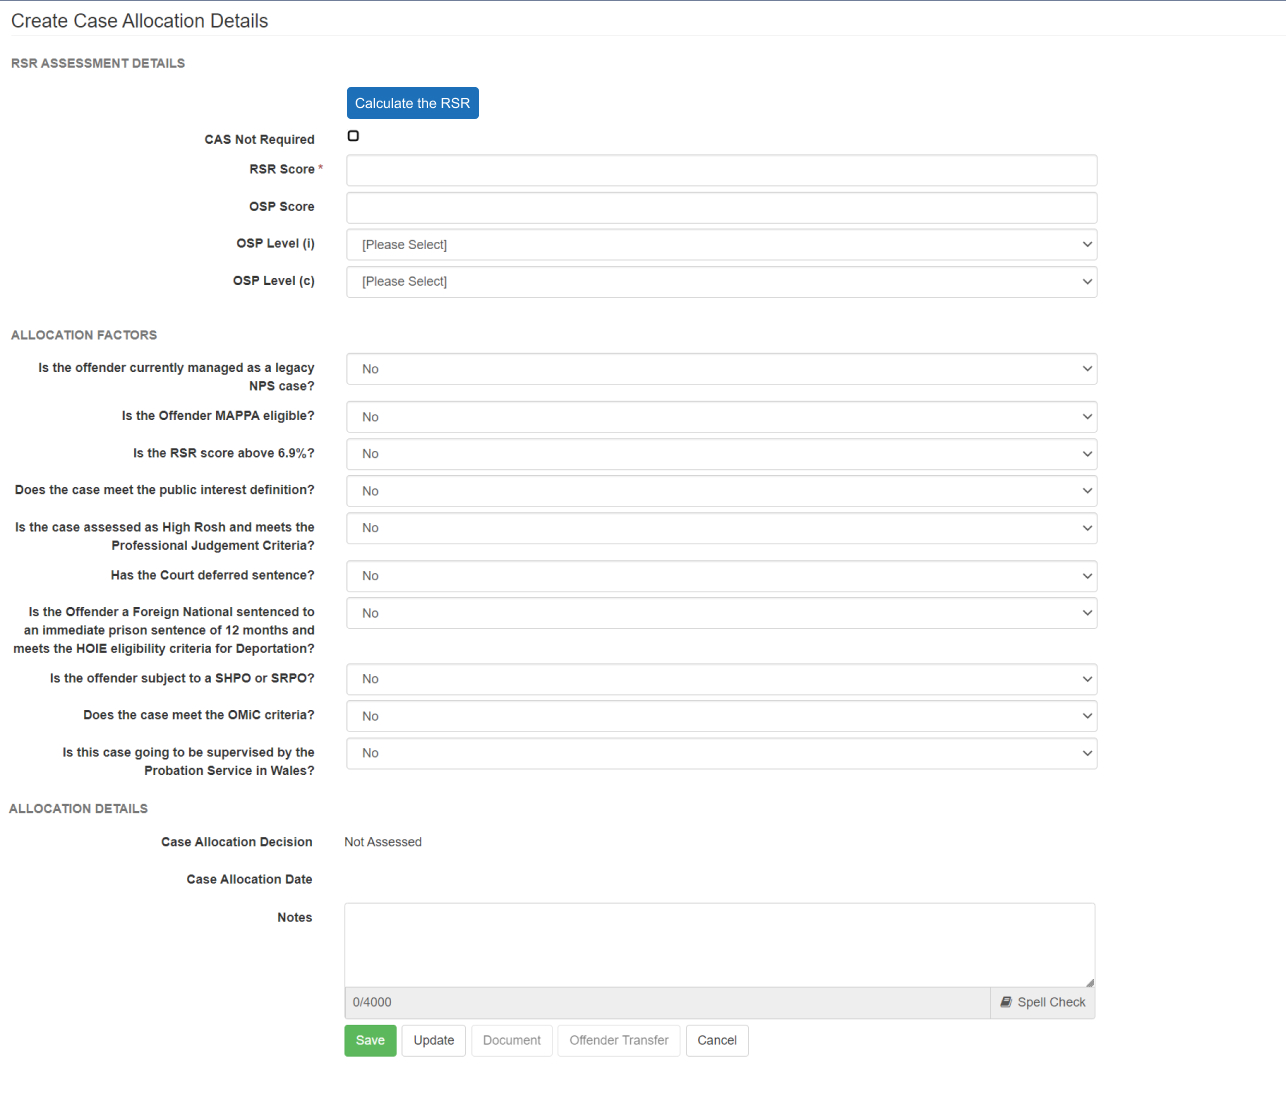 Create Case Allocation Details
RSR ASSESSMENT DETAILS
Calculate the RSR
CAS Not Required
RSR Score *
OSP Score
OSP Level (i) [Please Select]
OSP Level (c) [Please Select]
ALLOCATION FACTORS
Is the offender currently managed as a legacy No
NPS case?
Is the Offender MAPPA eligible? No
Is the RSR score above 6.9%? No
Does the case meet the public interest definition? No
Is the case assessed as High Rosh and meets the No
Professional Judgement Criteria?
Has the Court deferred sentence? No
Is the Offender a Foreign National sentenced to No
an immediate prison sentence of 12 months and
meets the HOIE eligibility criteria for Deportation?
Is the offender subject to a SHPO or SRPO? No
Does the case meet the OMiC criteria? No
Is this case going to be supervised by the No
Probation Service in Wales?
ALLOCATION DETAILS
Case Allocation Decision Not Assessed
Case Allocation Date
Notes
0/4000 Spell Check
Save Update Document Offender Transfer Cancel